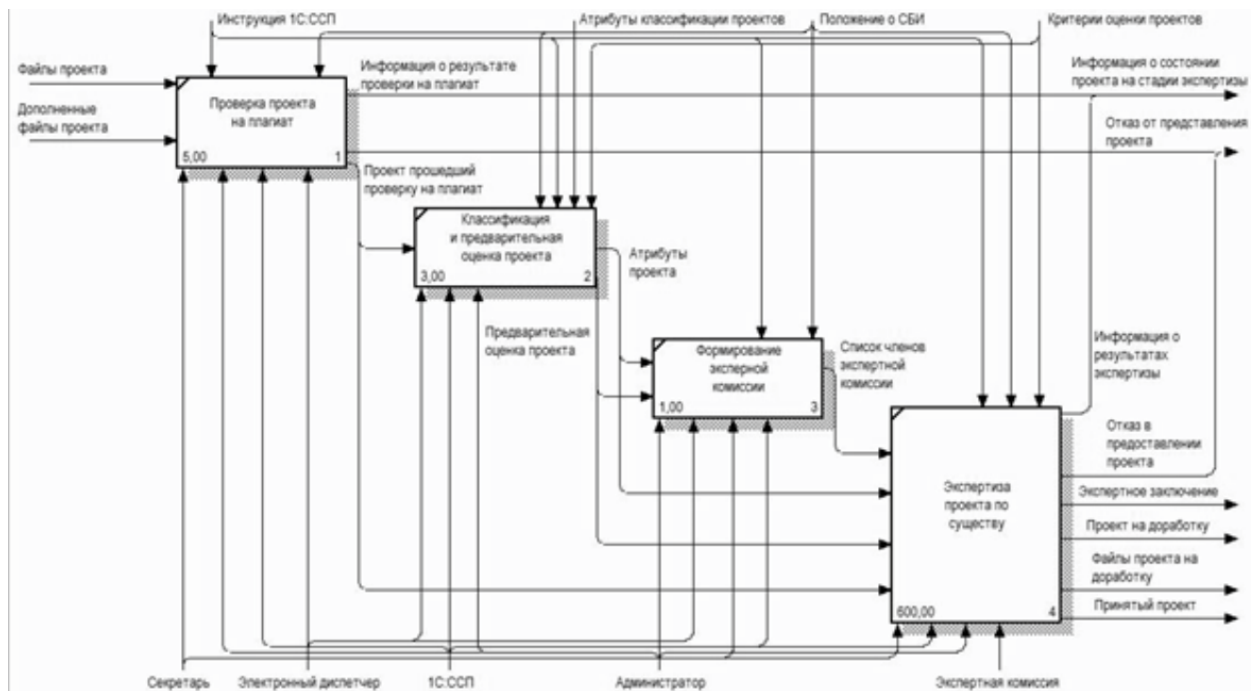 Инструкция 1С:ССП
Атрибуты классификации проектов
Положение о СБИ
Критерии оценки проектов
Файлы проекта
Дополненные
файлы проекта
Проверка проекта
на плагиат
5,00
1
Информация о результате
проверки на плагиат
Информация о состоянии
проекта на стадии экспертизы
Отказ от представления
проекта
Проект прошедший
проверку на плагиат
Классификация
и предварительная
оценка проекта
3,00
2
Атрибуты
проекта
Предварительная
оценка проекта
Формирование
эксперной
комиссии
1,00
3
Список членов
экспертной
комиссии
Информация о
результатах
экспертизы
Отказ в
предоставлении
проекта
Экспертиза
проекта по
существу
600,00
4
Экспертное заключение
Проект на доработку
Файлы проекта на
доработку
Принятый проект
Секретарь
Электронный диспетчер
1С:ССП
Администратор
Экспертная комиссия